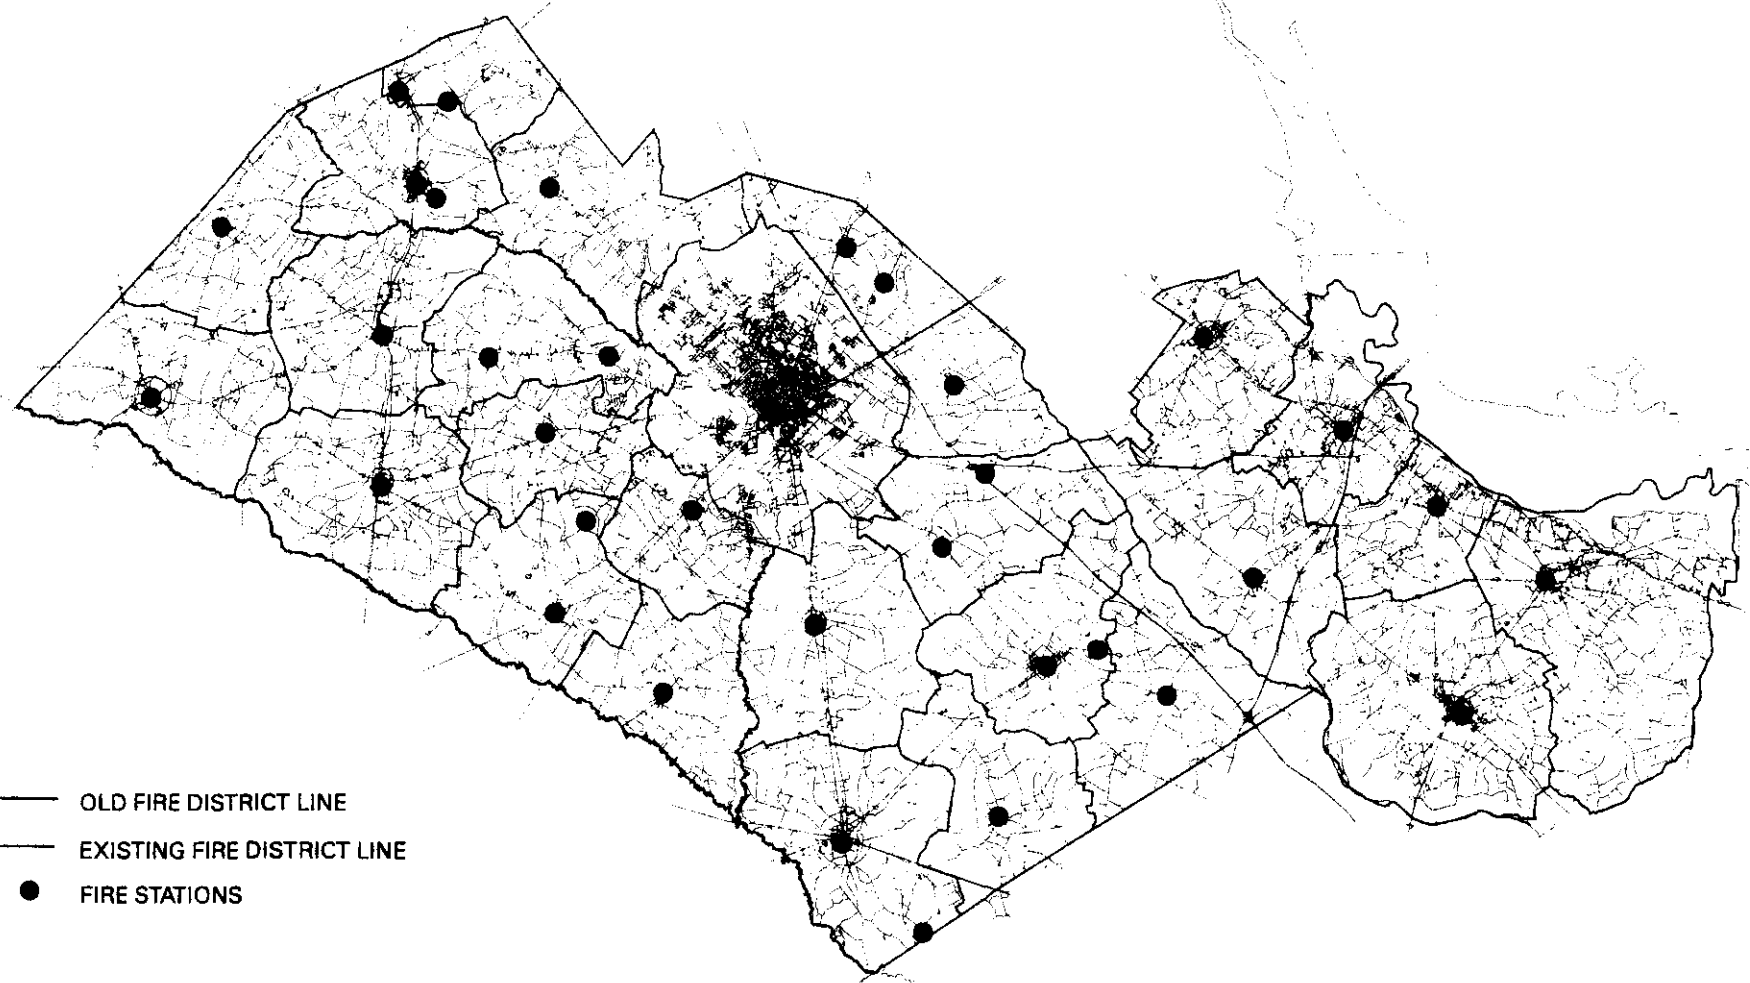 OLD FIRE DISTRICT LINE
EXISTING FIRE DISTRICT LINE
FIRE STATIONS